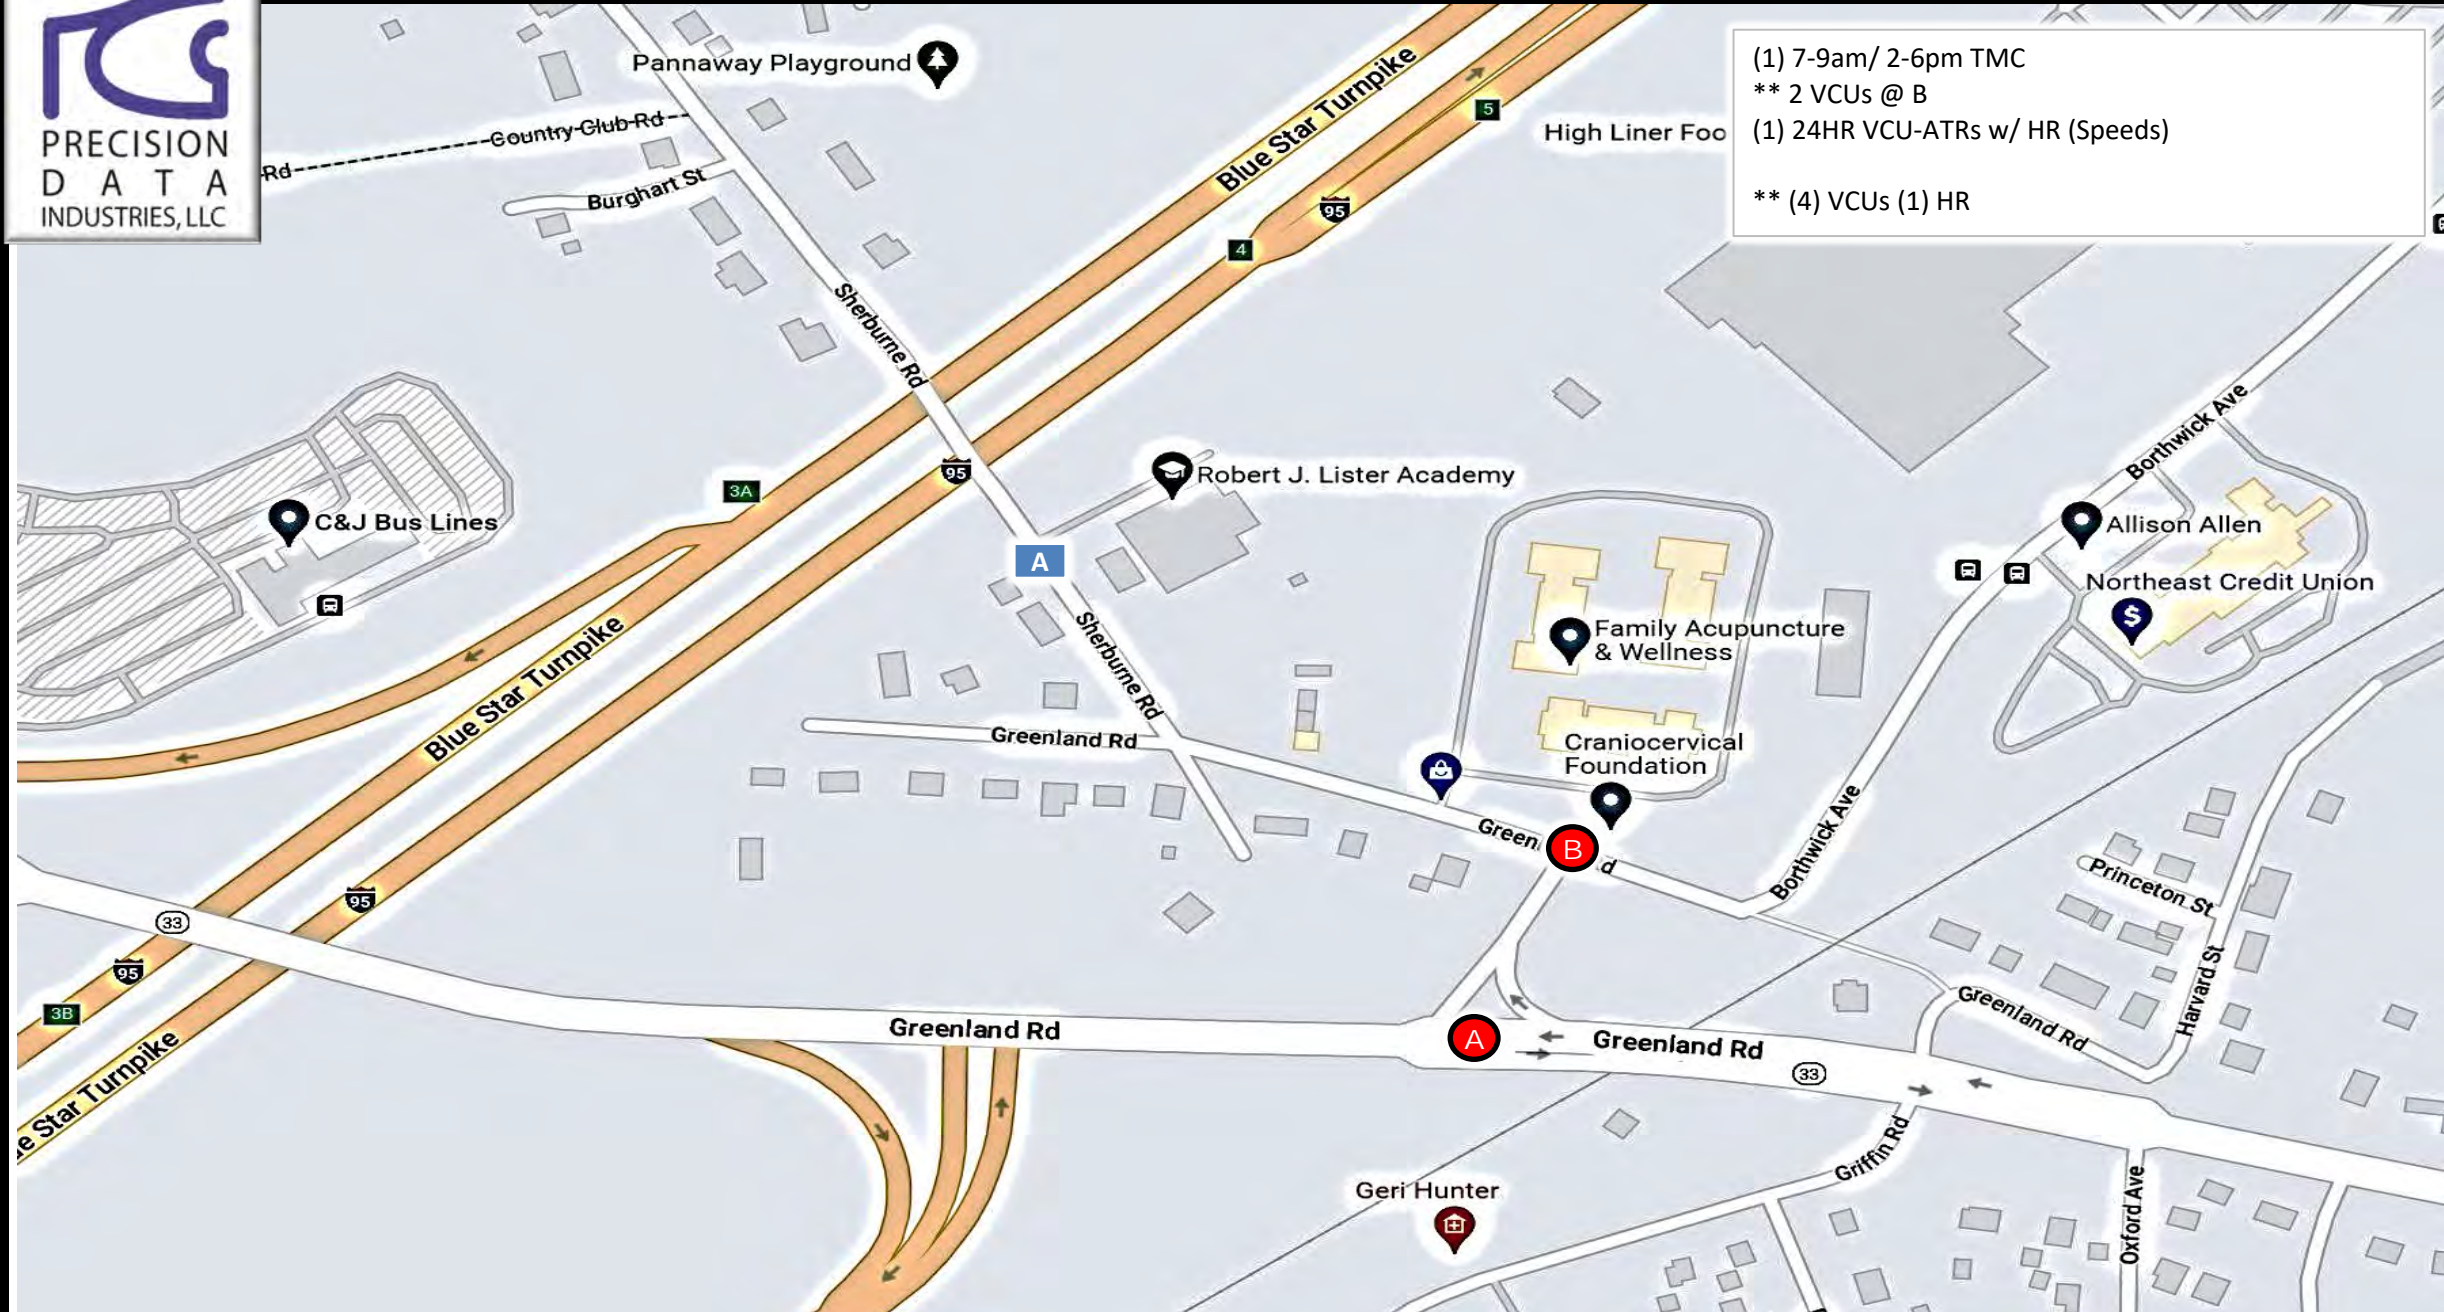 PRECISION
DATA
INDUSTRIES, LLC
(1) 7-9am/ 2-6pm TMC
** 2 VCUs @ B
(1) 24HR VCU-ATRs w/ HR (Speeds)
** (4) VCUs (1) HR
Pannaway Playground
Blue Star Turnpike
5
High Liner Foo
Country Club Rd
Rd
Burghart St
95
4
Sherburne Rd
Borthwick Ave
95
Robert J. Lister Academy
3A
C&J Bus Lines
Allison Allen
A
Northeast Credit Union
$
Family Acupuncture
& Wellness
Sherburne Rd
Blue Star Turnpike
Greenland Rd
Craniocervical
Foundation
Green
B
d
Borthwick Ave
Princeton St
95
33
95
3B
Harvard St
Greenland Rd
Greenland Rd
A
Greenland Rd
33
e Star Turnpike
Griffin Rd
Geri Hunter
Oxford Ave